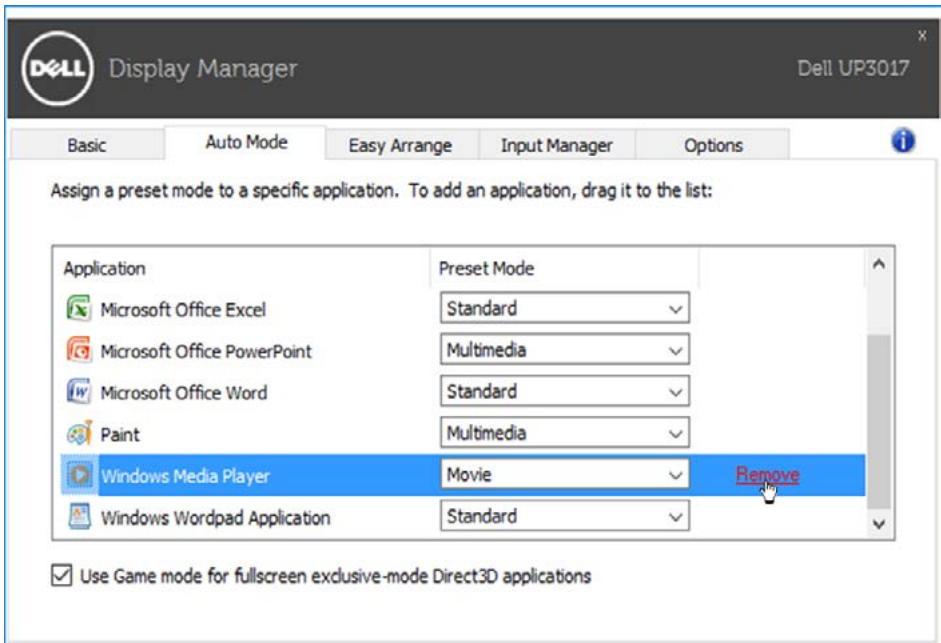 x
DELL Display Manager Dell UP3017
Basic Auto Mode Easy Arrange Input Manager Options
Assign a preset mode to a specific application. To add an application, drag it to the list:
Application Preset Mode
Microsoft Office Excel Standard
Microsoft Office PowerPoint Multimedia
Microsoft Office Word Standard
Paint Multimedia
Windows Media Player Movie Remove
Windows Wordpad Application Standard
Use Game mode for fullscreen exclusive-mode Direct3D applications